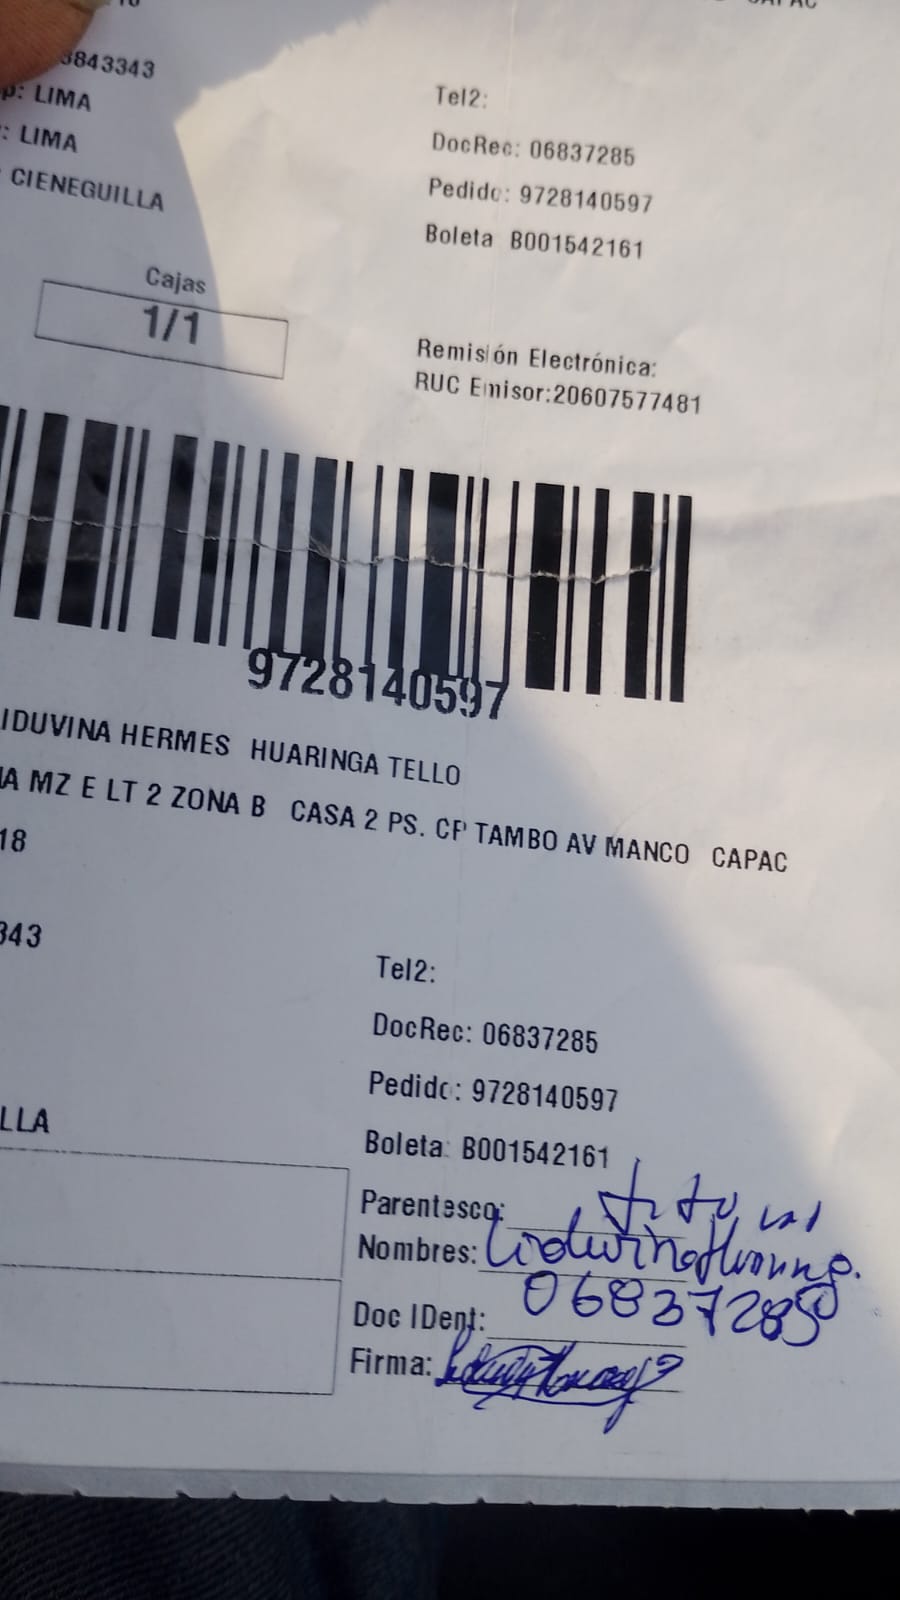 3843343
p: LIMA
: LIMA
CIENEGUILLA
Tel2:
DocRec: 06837285
Pedido: 9728140597
Boleta B001542161
Cajas
1/1
Remisión Electrónica:
RUC Emisor:20607577481
9728140597
IDUVINA HERMES HUARINGA TELLO
A MZ E LT 2 ZONA B CASA 2 PS. CP TAMBO AV MANCO CAPAC
18
343
LLA
Tel2:
DocRec: 06837285
Pedido: 9728140597
Boleta: B001542161
Parentesco:
Nombres:
Doc IDent: 06837285
Firma: